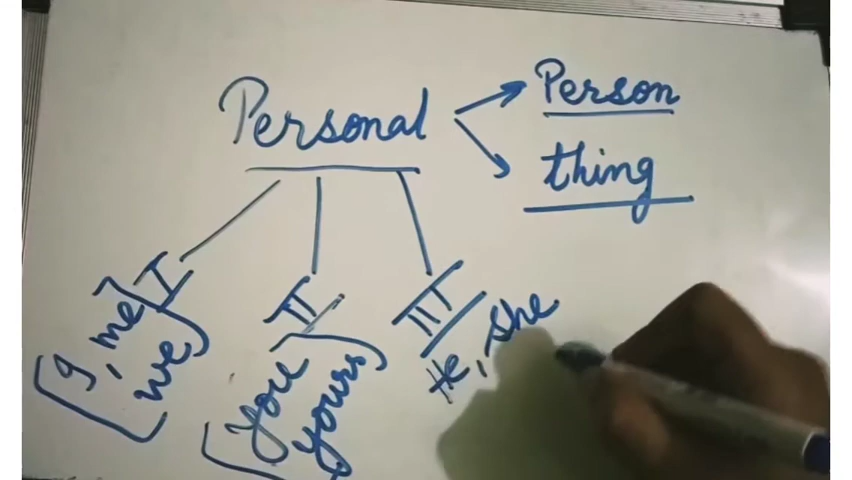 Personal
Person
thing
I
II
III
I, me
we
you
yours
He, she